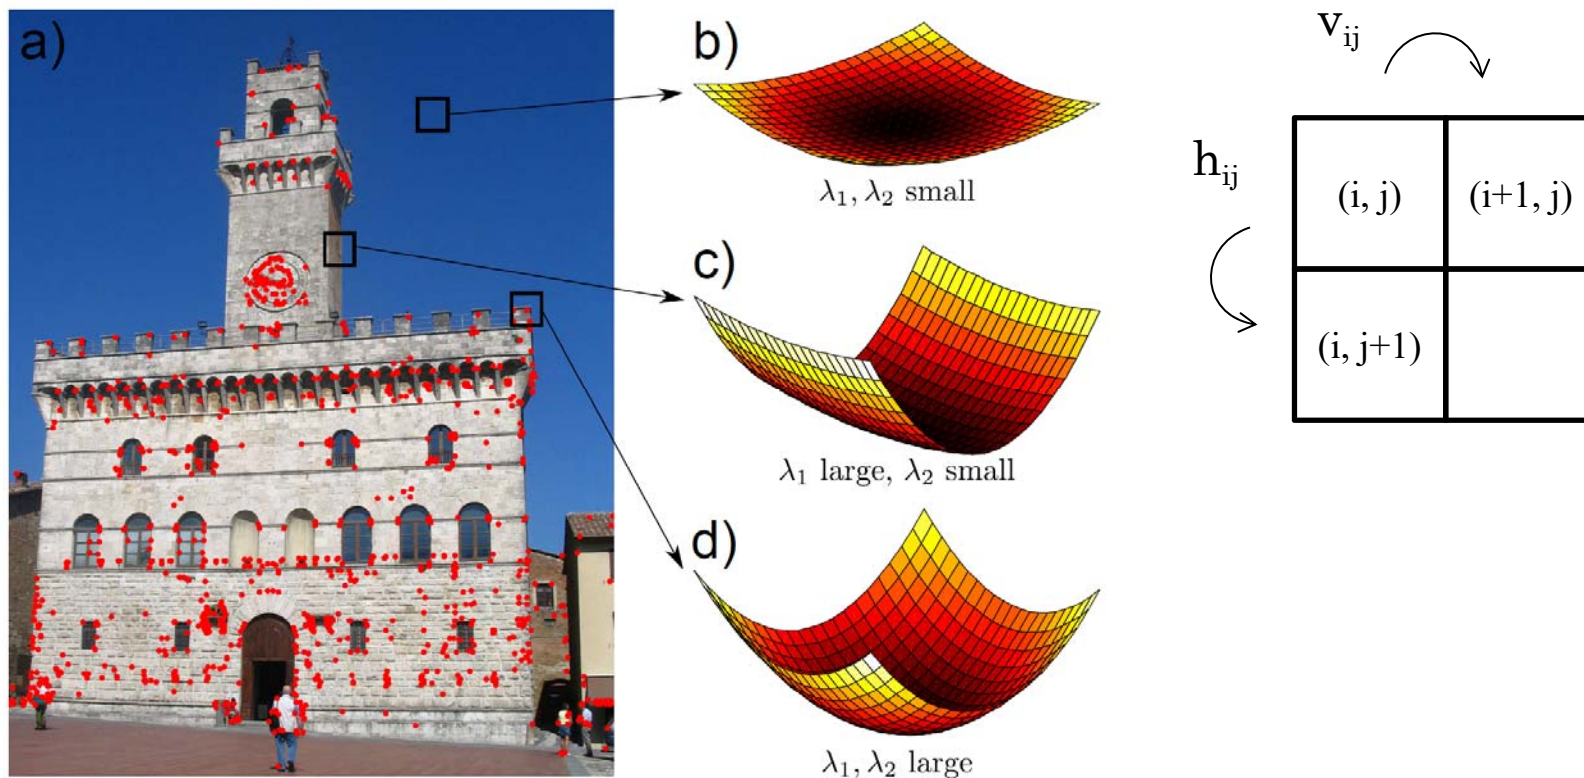 a)
b)
λ₁, λ₂ small
c)
λ₁ large, λ₂ small
d)
λ₁, λ₂ large
vᵢⱼ
hᵢⱼ
(i, j) (i+1, j)
(i, j+1)